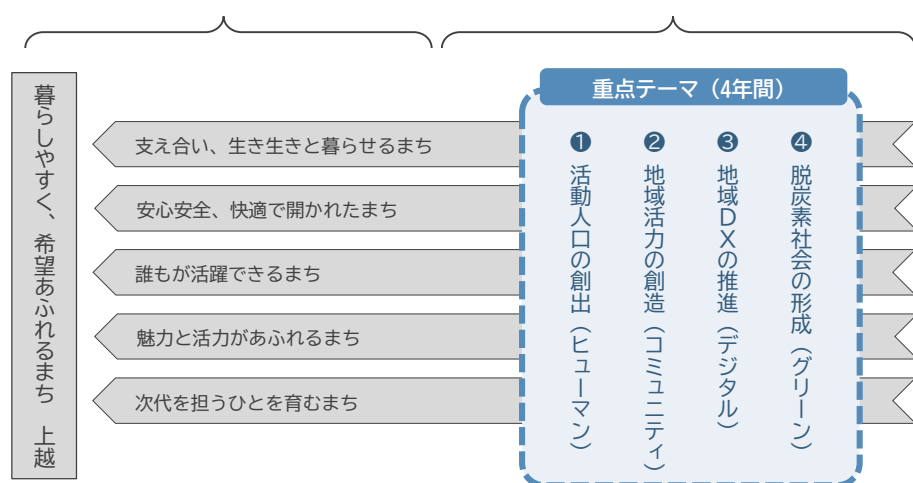 暮らしやすく、希望あふれるまち　上越
支え合い、生き生きと暮らせるまち
安心安全、快適で開かれたまち
誰もが活躍できるまち
魅力と活力があふれるまち
次代を担うひとを育むまち
重点テーマ（4年間）
❶ 活動人口の創出（ヒューマン）
❷ 地域活力の創造（コミュニティ）
❸ 地域ＤＸの推進（デジタル）
❹ 脱炭素社会の形成（グリーン）